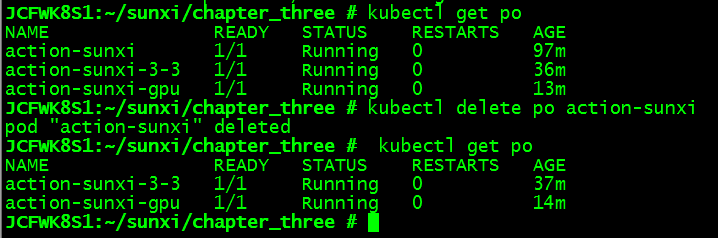 JCFWK8S1:~/sunxi/chapter_three # kubectl get po
NAME READY STATUS RESTARTS AGE
action-sunxi 1/1 Running 0 97m
action-sunxi-3-3 1/1 Running 0 36m
action-sunxi-gpu 1/1 Running 0 13m
JCFWK8S1:~/sunxi/chapter_three # kubectl delete po action-sunxi
pod "action-sunxi" deleted
JCFWK8S1:~/sunxi/chapter_three #  kubectl get po
NAME READY STATUS RESTARTS AGE
action-sunxi-3-3 1/1 Running 0 37m
action-sunxi-gpu 1/1 Running 0 14m
JCFWK8S1:~/sunxi/chapter_three #